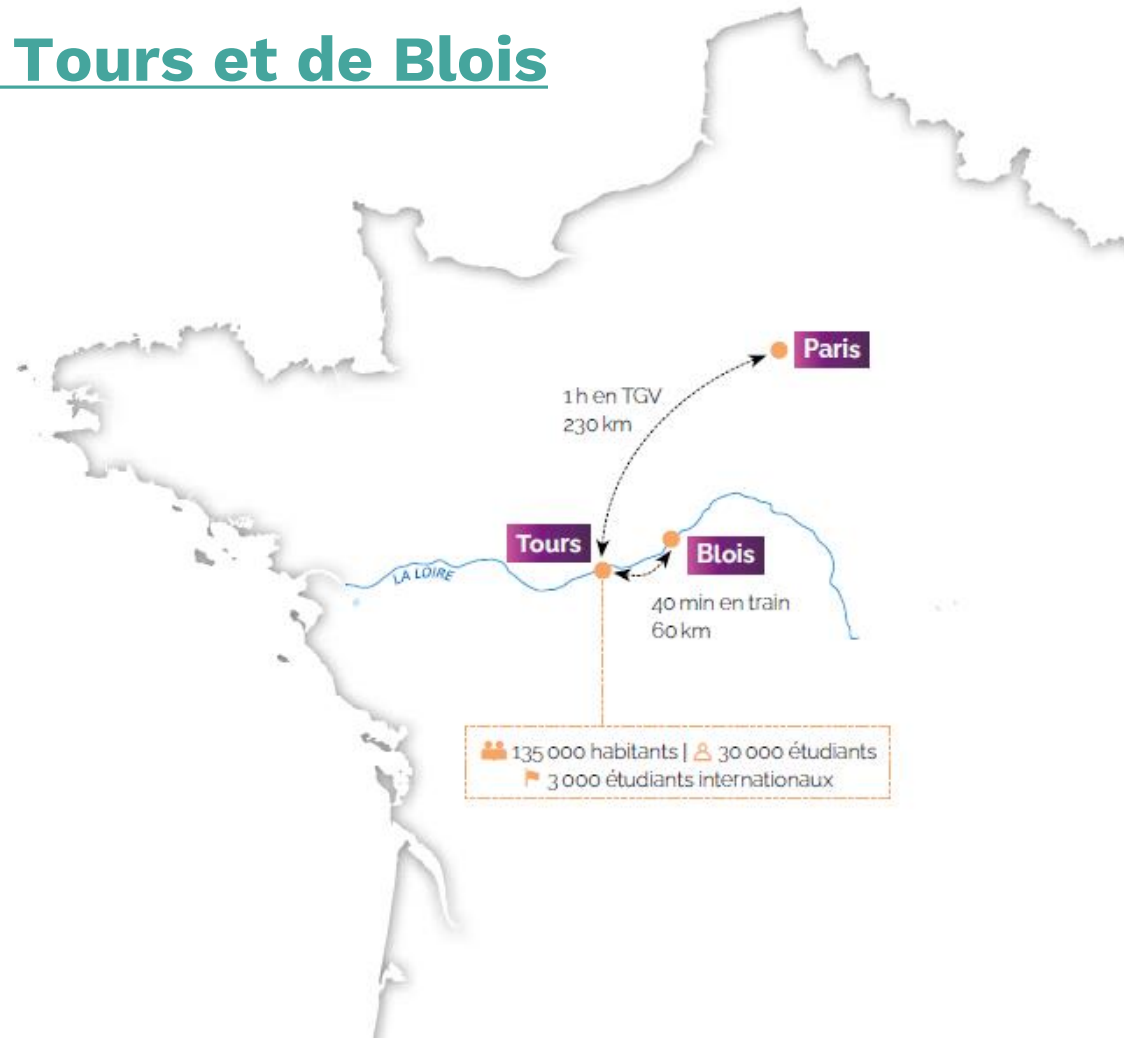 Tours et de Blois
Paris
1 h en TGV
230 km
Tours
Blois
LA LOIRE
40 min en train
60 km
135 000 habitants | 30 000 étudiants
3 000 étudiants internationaux